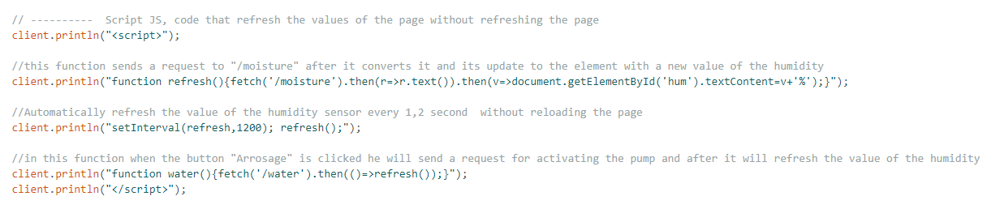 // ----------  Script JS, code that refresh the values of the page without refreshing the page
client.println("<script>");
//this function sends a request to "/moisture" after it converts it and its update to the element with a new value of the humidity
client.println("function refresh(){fetch('/moisture').then(r=>r.text()).then(v=>document.getElementById('hum').textContent=v+'%');}");
//Automatically refresh the value of the humidity sensor every 1,2 second  without reloading the page
client.println("setInterval(refresh,1200); refresh();");
//in this function when the button "Arrosage" is clicked he will send a request for activating the pump and after it will refresh the value of the humidity
client.println("function water(){fetch('/water').then(()=>refresh());}");
client.println("</script>");